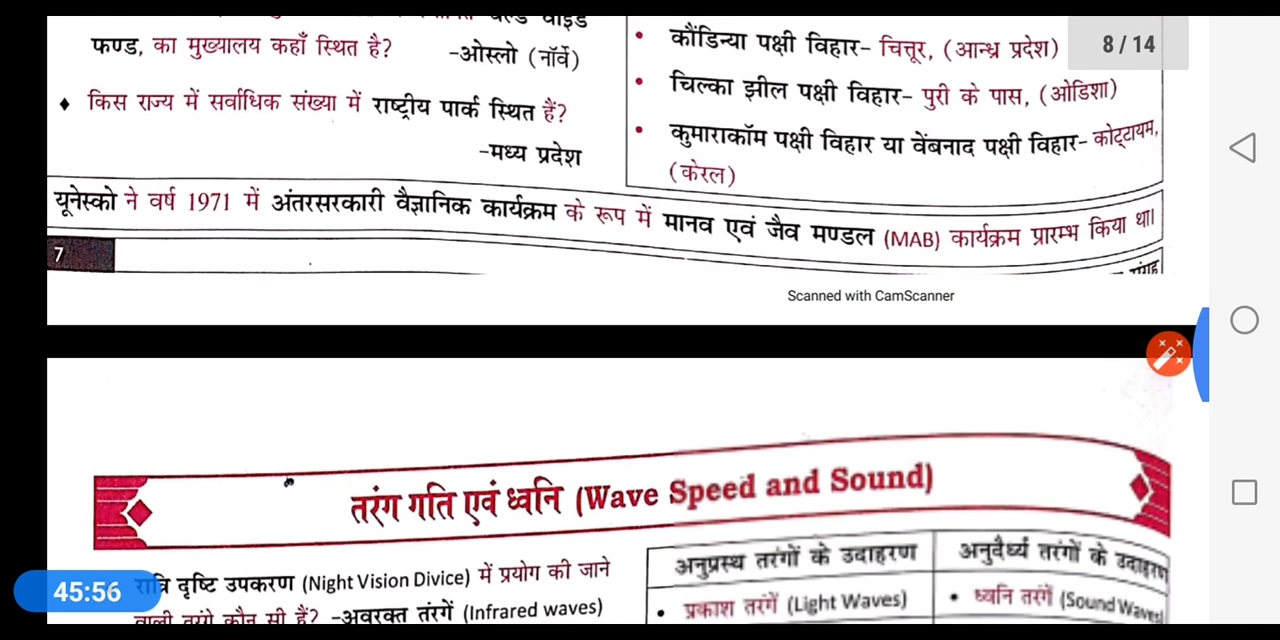 वर्ल्ड वाइड
फण्ड, का मुख्यालय कहाँ स्थित है?
-ओस्लो (नॉर्वे)
♦ किस राज्य में सर्वाधिक संख्या में राष्ट्रीय पार्क स्थित हैं?
-मध्य प्रदेश
• कौंडिन्या पक्षी विहार- चित्तूर, (आन्ध्र प्रदेश)
• चिल्का झील पक्षी विहार- पुरी के पास, (ओडिशा)
• कुमाराकॉम पक्षी विहार या वेंबनाद पक्षी विहार- कोट्टायम,
(केरल)
8 / 14
यूनेस्को ने वर्ष 1971 में अंतरसरकारी वैज्ञानिक कार्यक्रम के रूप में मानव एवं जैव मण्डल (MAB) कार्यक्रम प्रारम्भ किया था।
7
Scanned with CamScanner
तरंग गति एवं ध्वनि (Wave Speed and Sound)
रात्रि दृष्टि उपकरण (Night Vision Divice) में प्रयोग की जाने
वाली तरंगे कौन सी हैं? -अवरक्त तंरगें (Infrared waves)
अनुप्रस्थ तरंगों के उदाहरण
अनुदैर्ध्य तरंगों के उदाहरण
• प्रकाश तरंगें (Light Waves)
• ध्वनि तरंगें (Sound Waves)
45:56